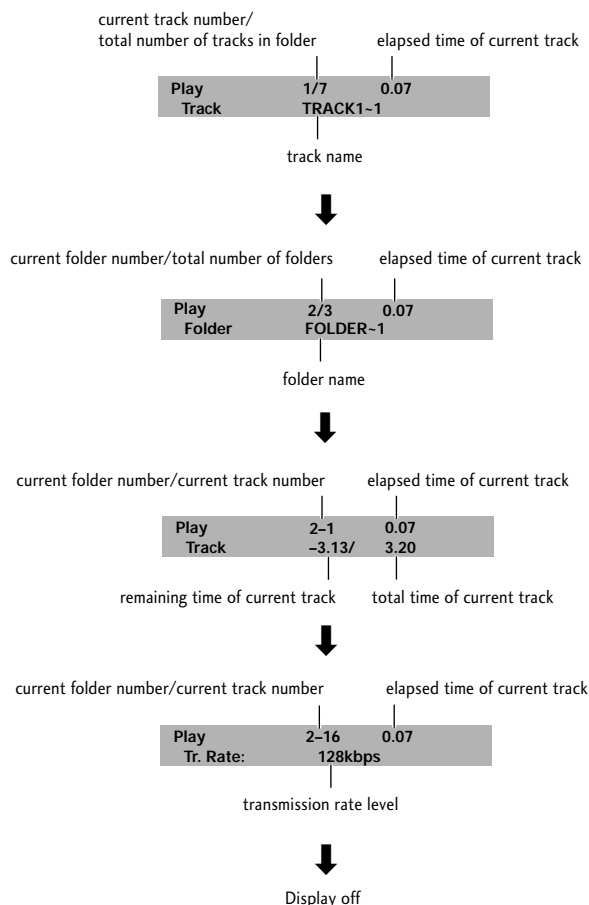 current track number/
total number of tracks in folder elapsed time of current track
Play 1/7 0.07
Track TRACK1~1
track name
current folder number/total number of folders elapsed time of current track
Play 2/3 0.07
Folder FOLDER~1
folder name
current folder number/current track number elapsed time of current track
Play 2–1 0.07
Track –3.13/ 3.20
remaining time of current track total time of current track
current folder number/current track number elapsed time of current track
Play 2–16 0.07
Tr. Rate: 128kbps
transmission rate level
Display off